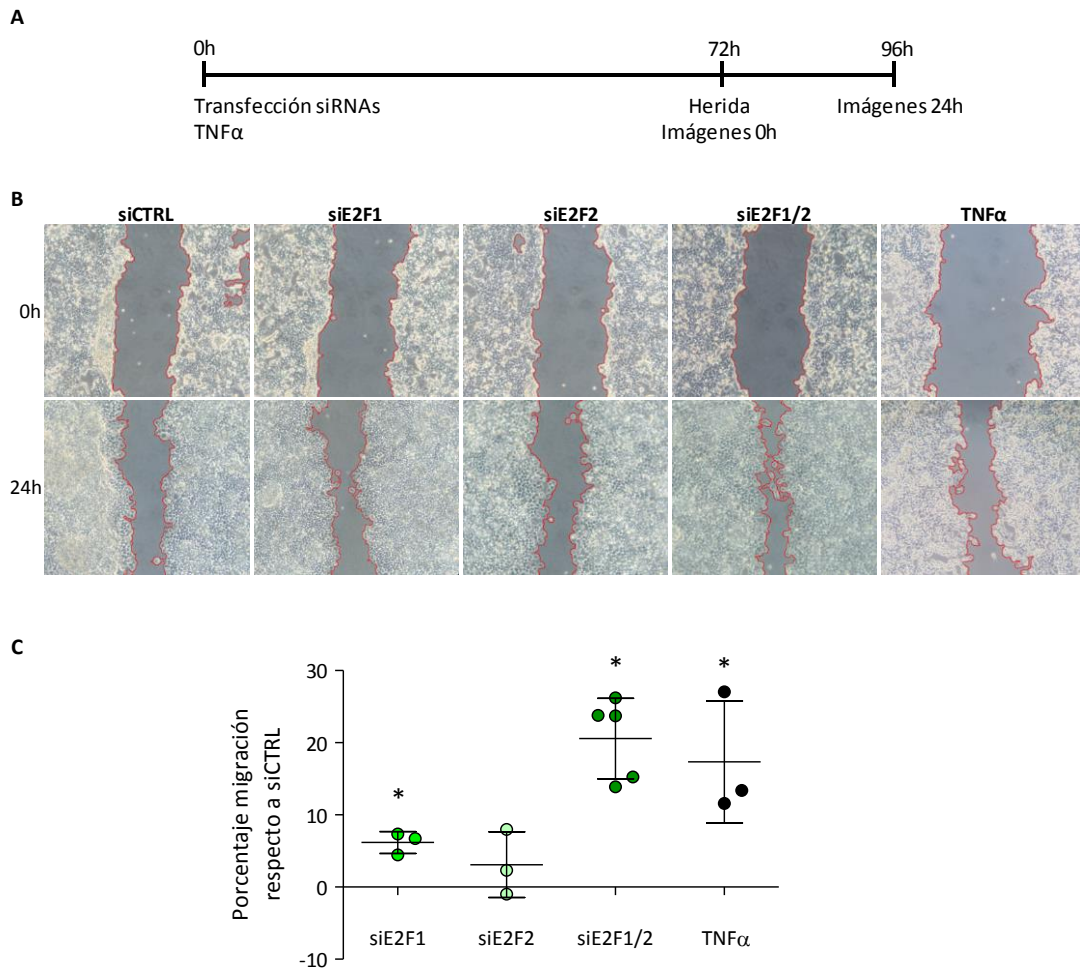 A
0h 72h 96h
Transfección siRNAs Herida Imágenes 24h
TNFα Imágenes 0h
B
siCTRL siE2F1 siE2F2 siE2F1/2 TNFα
0h
24h
C
Porcentaje migración
respecto a siCTRL
30
20
10
0
-10
* * *
siE2F1 siE2F2 siE2F1/2 TNFα